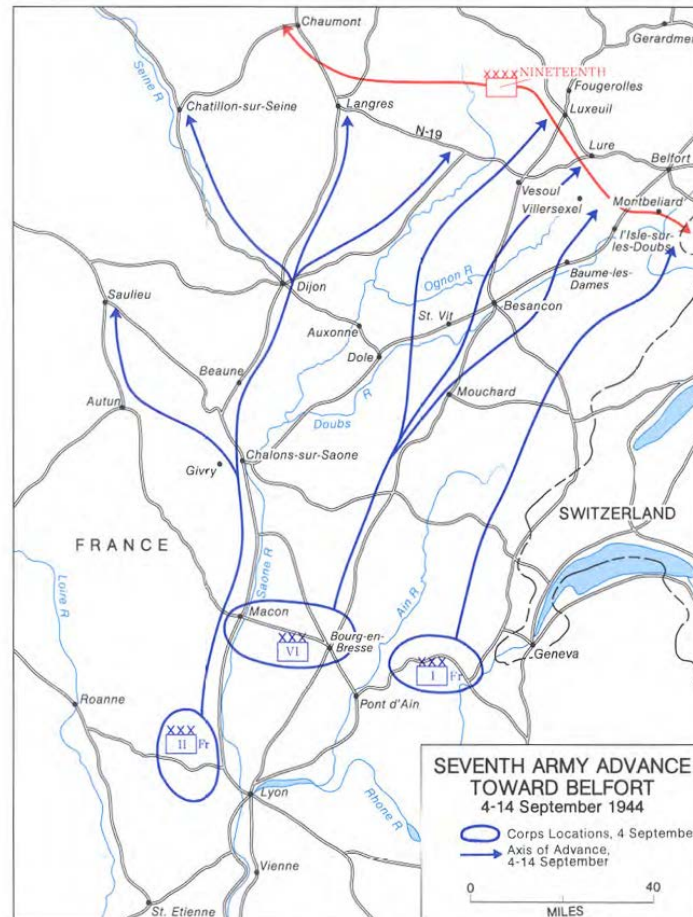 Chaumont
Gerardmer
XXXX
NINETEENTH
Seine R
Fougerolles
Chatillon-sur-Seine
Langres
Luxeuil
N-19
Lure
Belfort
Vesoul
Montbeliard
Villersexel
l'Isle-sur-
les-Doubs
Ognon R
Baume-les-
Dames
Dijon
Saulieu
Besancon
St. Vit
Auxonne
Dole
Beaune
Mouchard
Doubs R
Autun
Chalons-sur-Saone
Givry
SWITZERLAND
FRANCE
Loire R
Saone R
Ain R
Macon
XXX
VI
Bourg-en-
Bresse
XXX
I Fr
Geneva
Roanne
Pont d'Ain
XXX
II Fr
Lyon
Rhone R
Vienne
St. Etienne
SEVENTH ARMY ADVANCE
TOWARD BELFORT
4-14 September 1944
Corps Locations, 4 September
Axis of Advance,
4-14 September
0 40
MILES